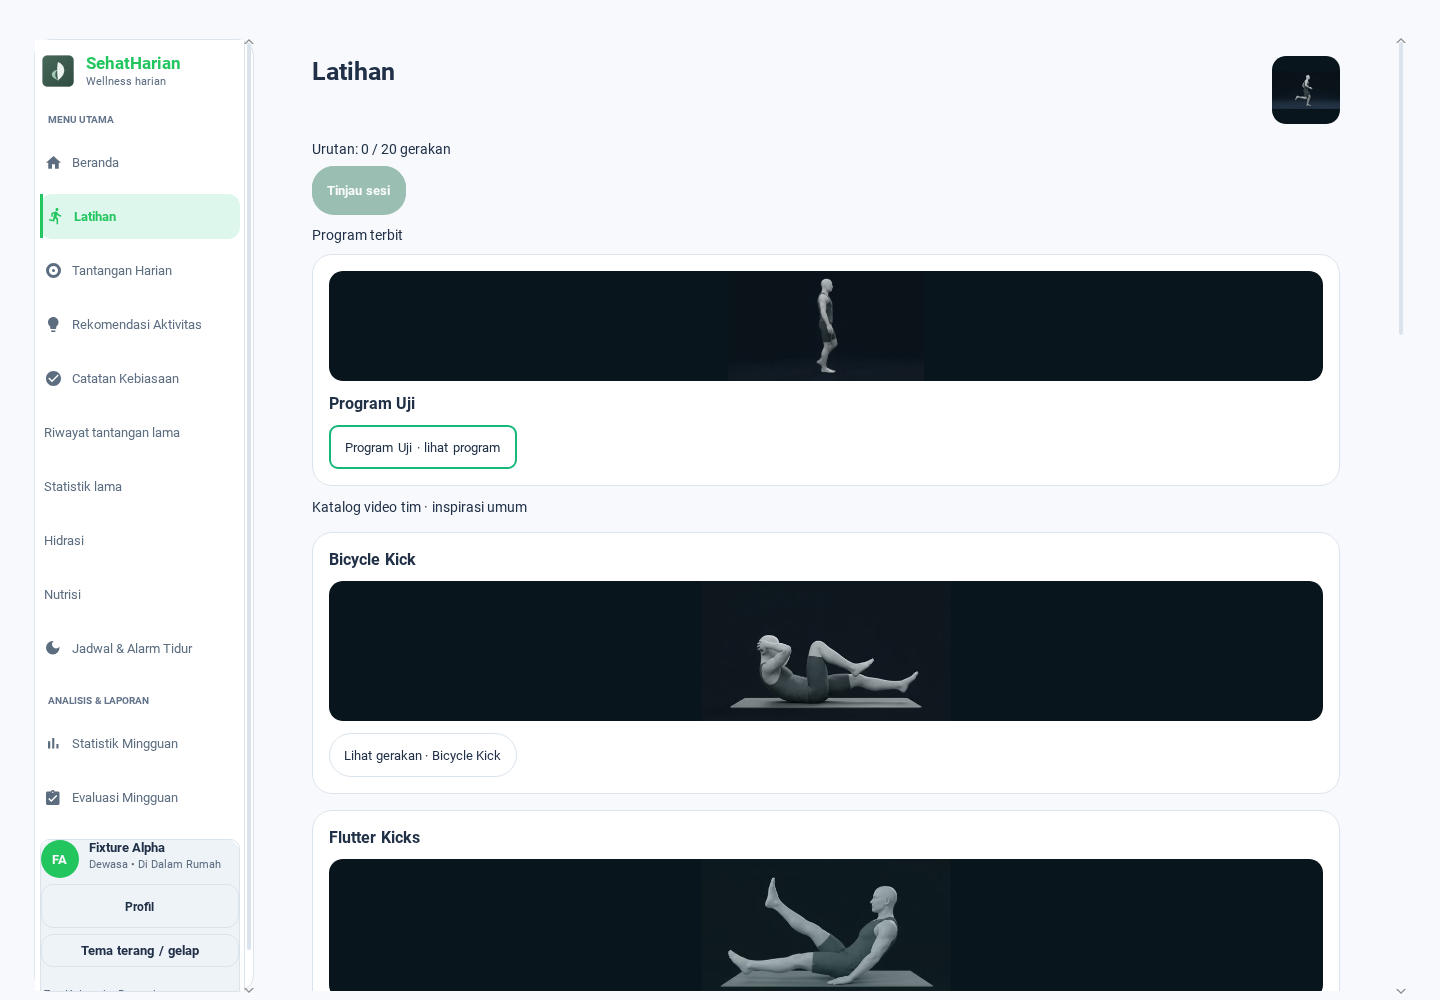 SehatHarian
Wellness harian
MENU UTAMA
Beranda
Latihan
Tantangan Harian
Rekomendasi Aktivitas
Catatan Kebiasaan
Riwayat tantangan lama
Statistik lama
Hidrasi
Nutrisi
Jadwal & Alarm Tidur
ANALISIS & LAPORAN
Statistik Mingguan
Evaluasi Mingguan
FA
Fixture Alpha
Dewasa • Di Dalam Rumah
Profil
Tema terang / gelap
Latihan
Urutan: 0 / 20 gerakan
Tinjau sesi
Program terbit
Program Uji
Program Uji · lihat program
Katalog video tim · inspirasi umum
Bicycle Kick
Lihat gerakan · Bicycle Kick
Flutter Kicks